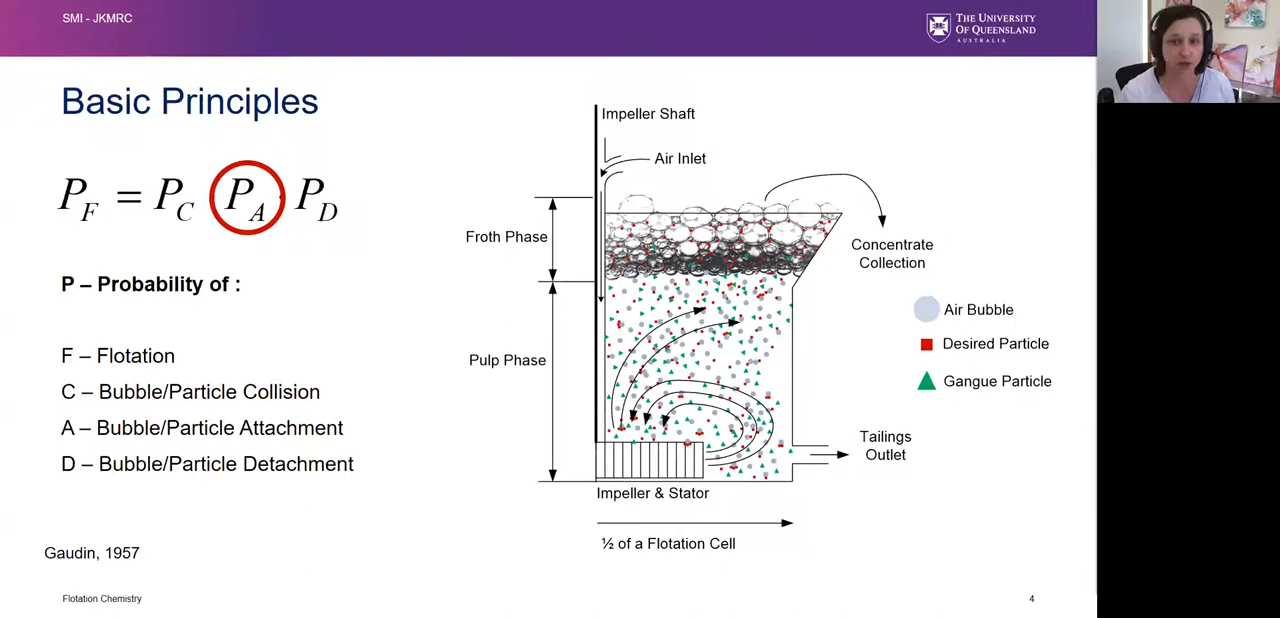 SMI - JKMRC
THE UNIVERSITY
OF QUEENSLAND
AUSTRALIA
Basic Principles
P_F = P_C P_A P_D
P – Probability of :
F – Flotation
C – Bubble/Particle Collision
A – Bubble/Particle Attachment
D – Bubble/Particle Detachment
Gaudin, 1957
Impeller Shaft
Air Inlet
Froth Phase
Concentrate
Collection
Air Bubble
Desired Particle
Pulp Phase
Gangue Particle
Tailings
Outlet
Impeller & Stator
½ of a Flotation Cell
Flotation Chemistry
4